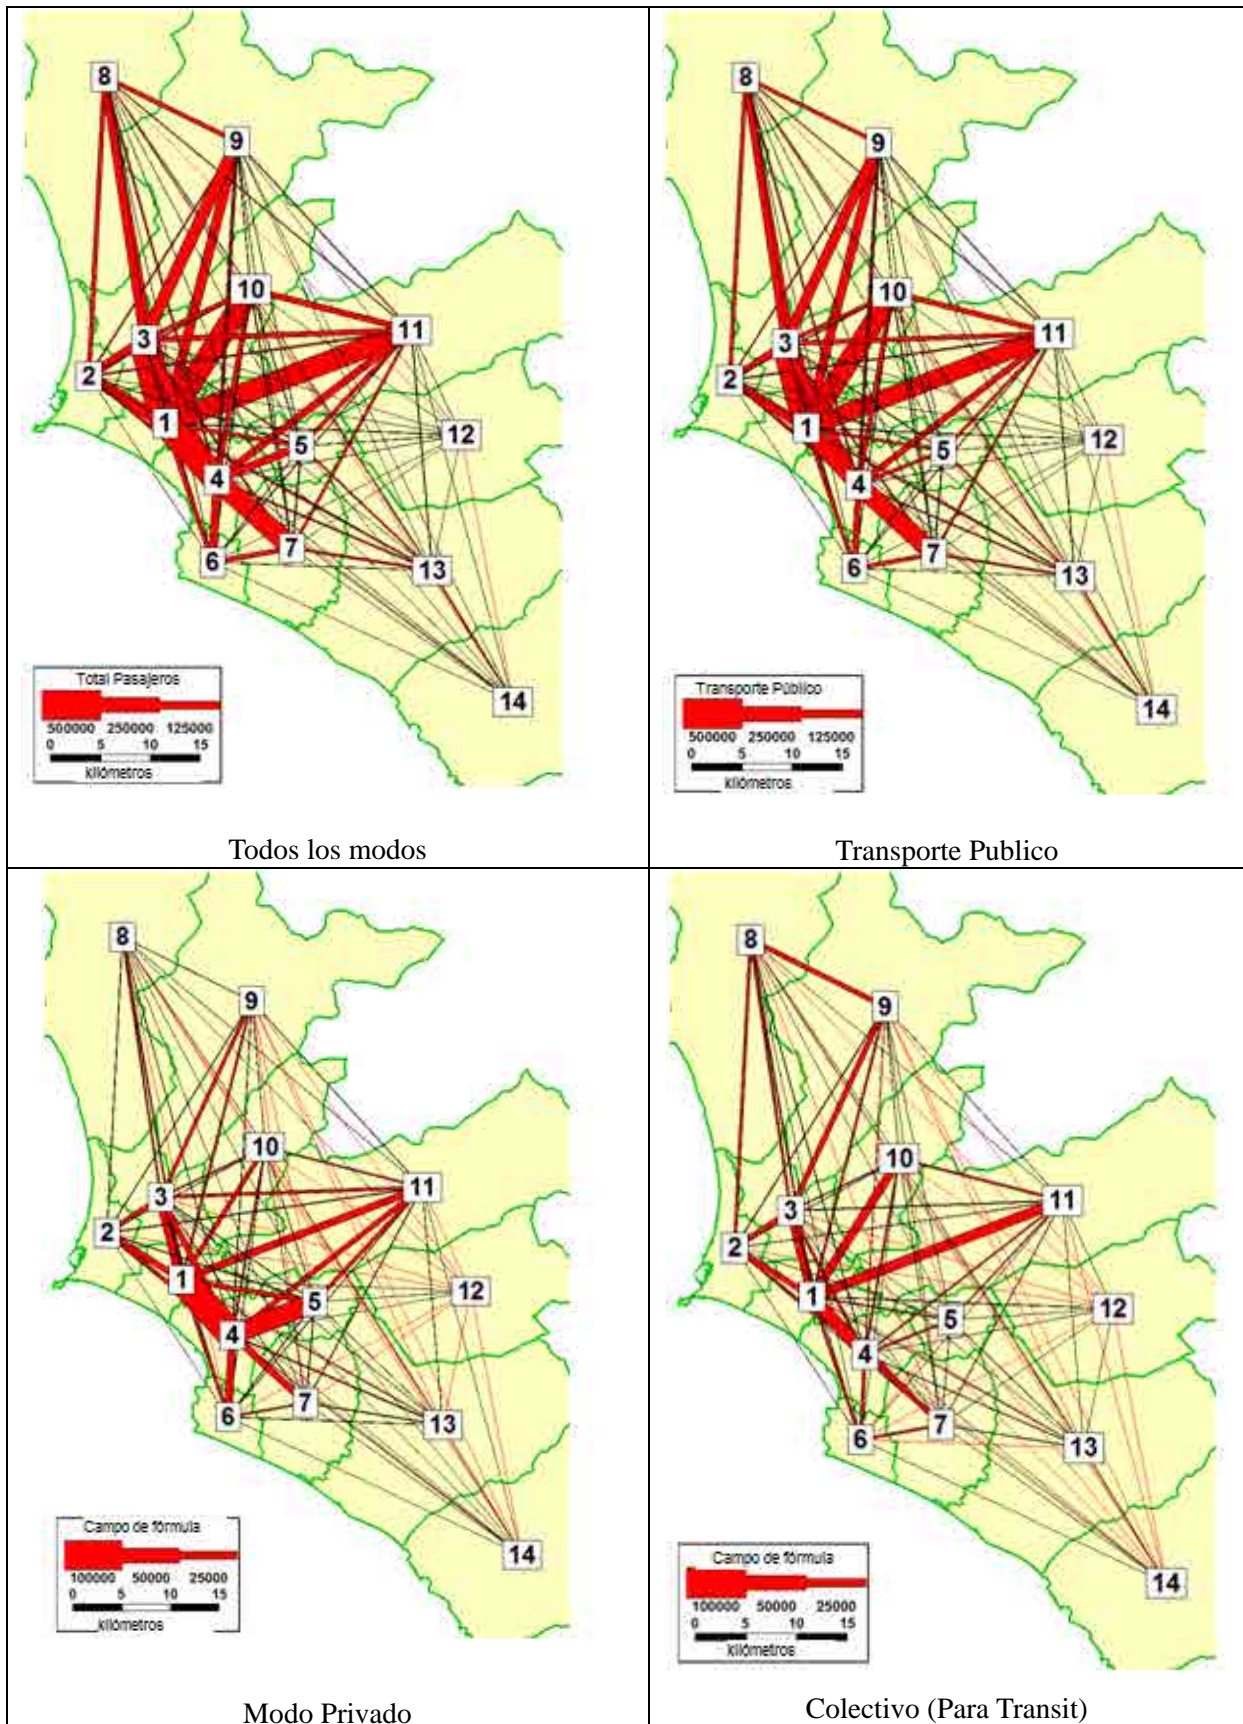 8
9
10
3
11
2
1
5
12
4
7
6
13
14
Total Pasajeros
500000 250000 125000
0 5 10 15
kilómetros
Todos los modos
8
9
10
3
11
2
1
5
12
4
7
6
13
14
Transporte Público
500000 250000 125000
0 5 10 15
kilómetros
Transporte Publico
8
9
10
3
11
2
1
5
12
4
7
6
13
14
Campo de fórmula
100000 50000 25000
0 5 10 15
kilómetros
Modo Privado
8
9
10
3
11
2
1
5
12
4
7
6
13
14
Campo de fórmula
100000 50000 25000
0 5 10 15
kilómetros
Colectivo (Para Transit)